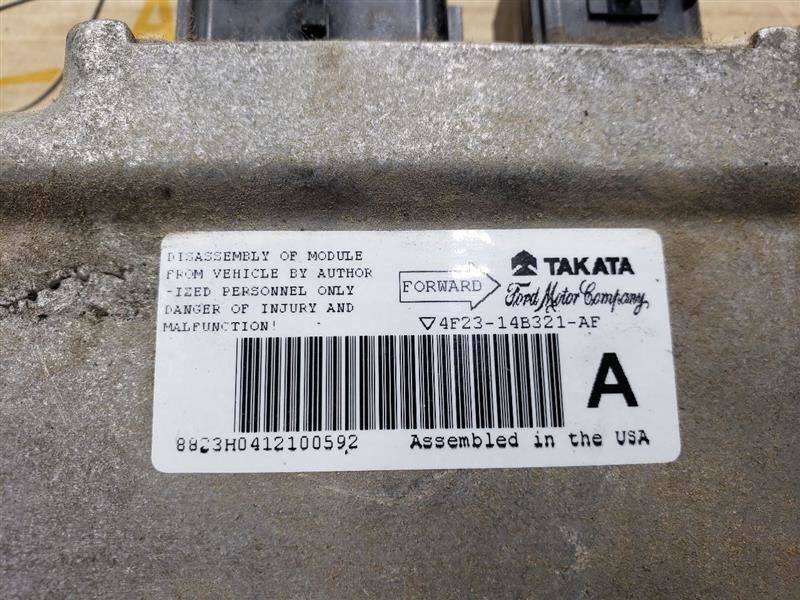 DISASSEMBLY OF MODULE
FROM VEHICLE BY AUTHOR
-IZED PERSONNEL ONLY
DANGER OF INJURY AND
MALFUNCTION!
FORWARD
TAKATA
Ford Motor Company
▽4F23-14B321-AF
A
8823H0412100592
Assembled in the USA